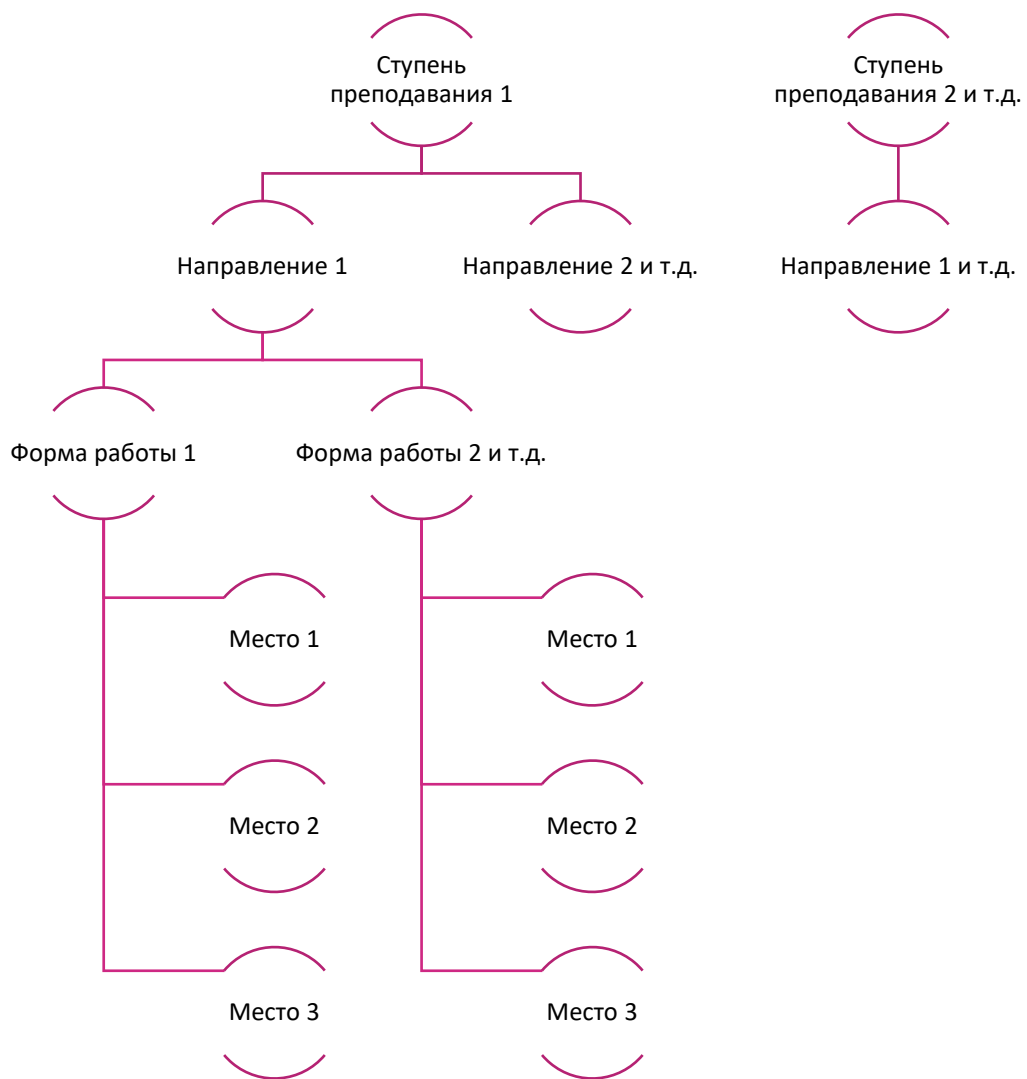 Ступень
преподавания 1
Ступень
преподавания 2 и т.д.
Направление 1
Направление 2 и т.д.
Направление 1 и т.д.
Форма работы 1
Форма работы 2 и т.д.
Место 1
Место 1
Место 2
Место 2
Место 3
Место 3